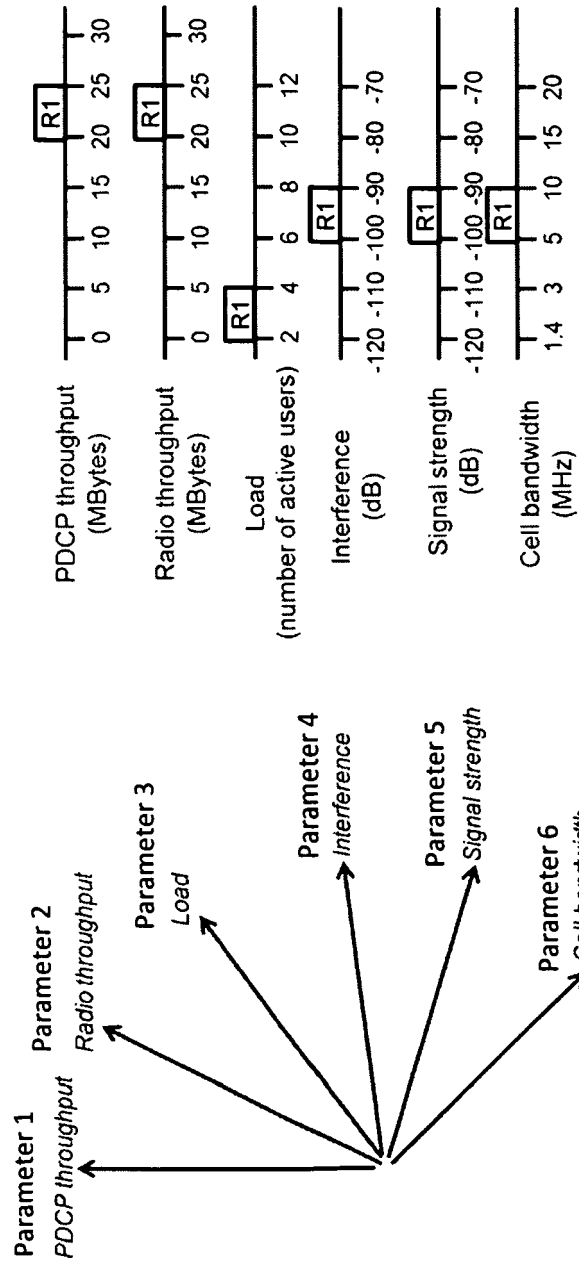 Parameter 1
PDCP throughput
Parameter 2
Radio throughput
Parameter 3
Load
Parameter 4
Interference
Parameter 5
Signal strength
Parameter 6
Cell bandwidth
PDCP throughput
(MBytes)
R1
0 5 10 15 20 25 30
Radio throughput
(MBytes)
R1
0 5 10 15 20 25 30
Load
(number of active users)
R1
2 4 6 8 10 12
Interference
(dB)
R1
-120 -110 -100 -90 -80 -70
Signal strength
(dB)
R1
-120 -110 -100 -90 -80 -70
Cell bandwidth
(MHz)
R1
1.4 3 5 10 15 20